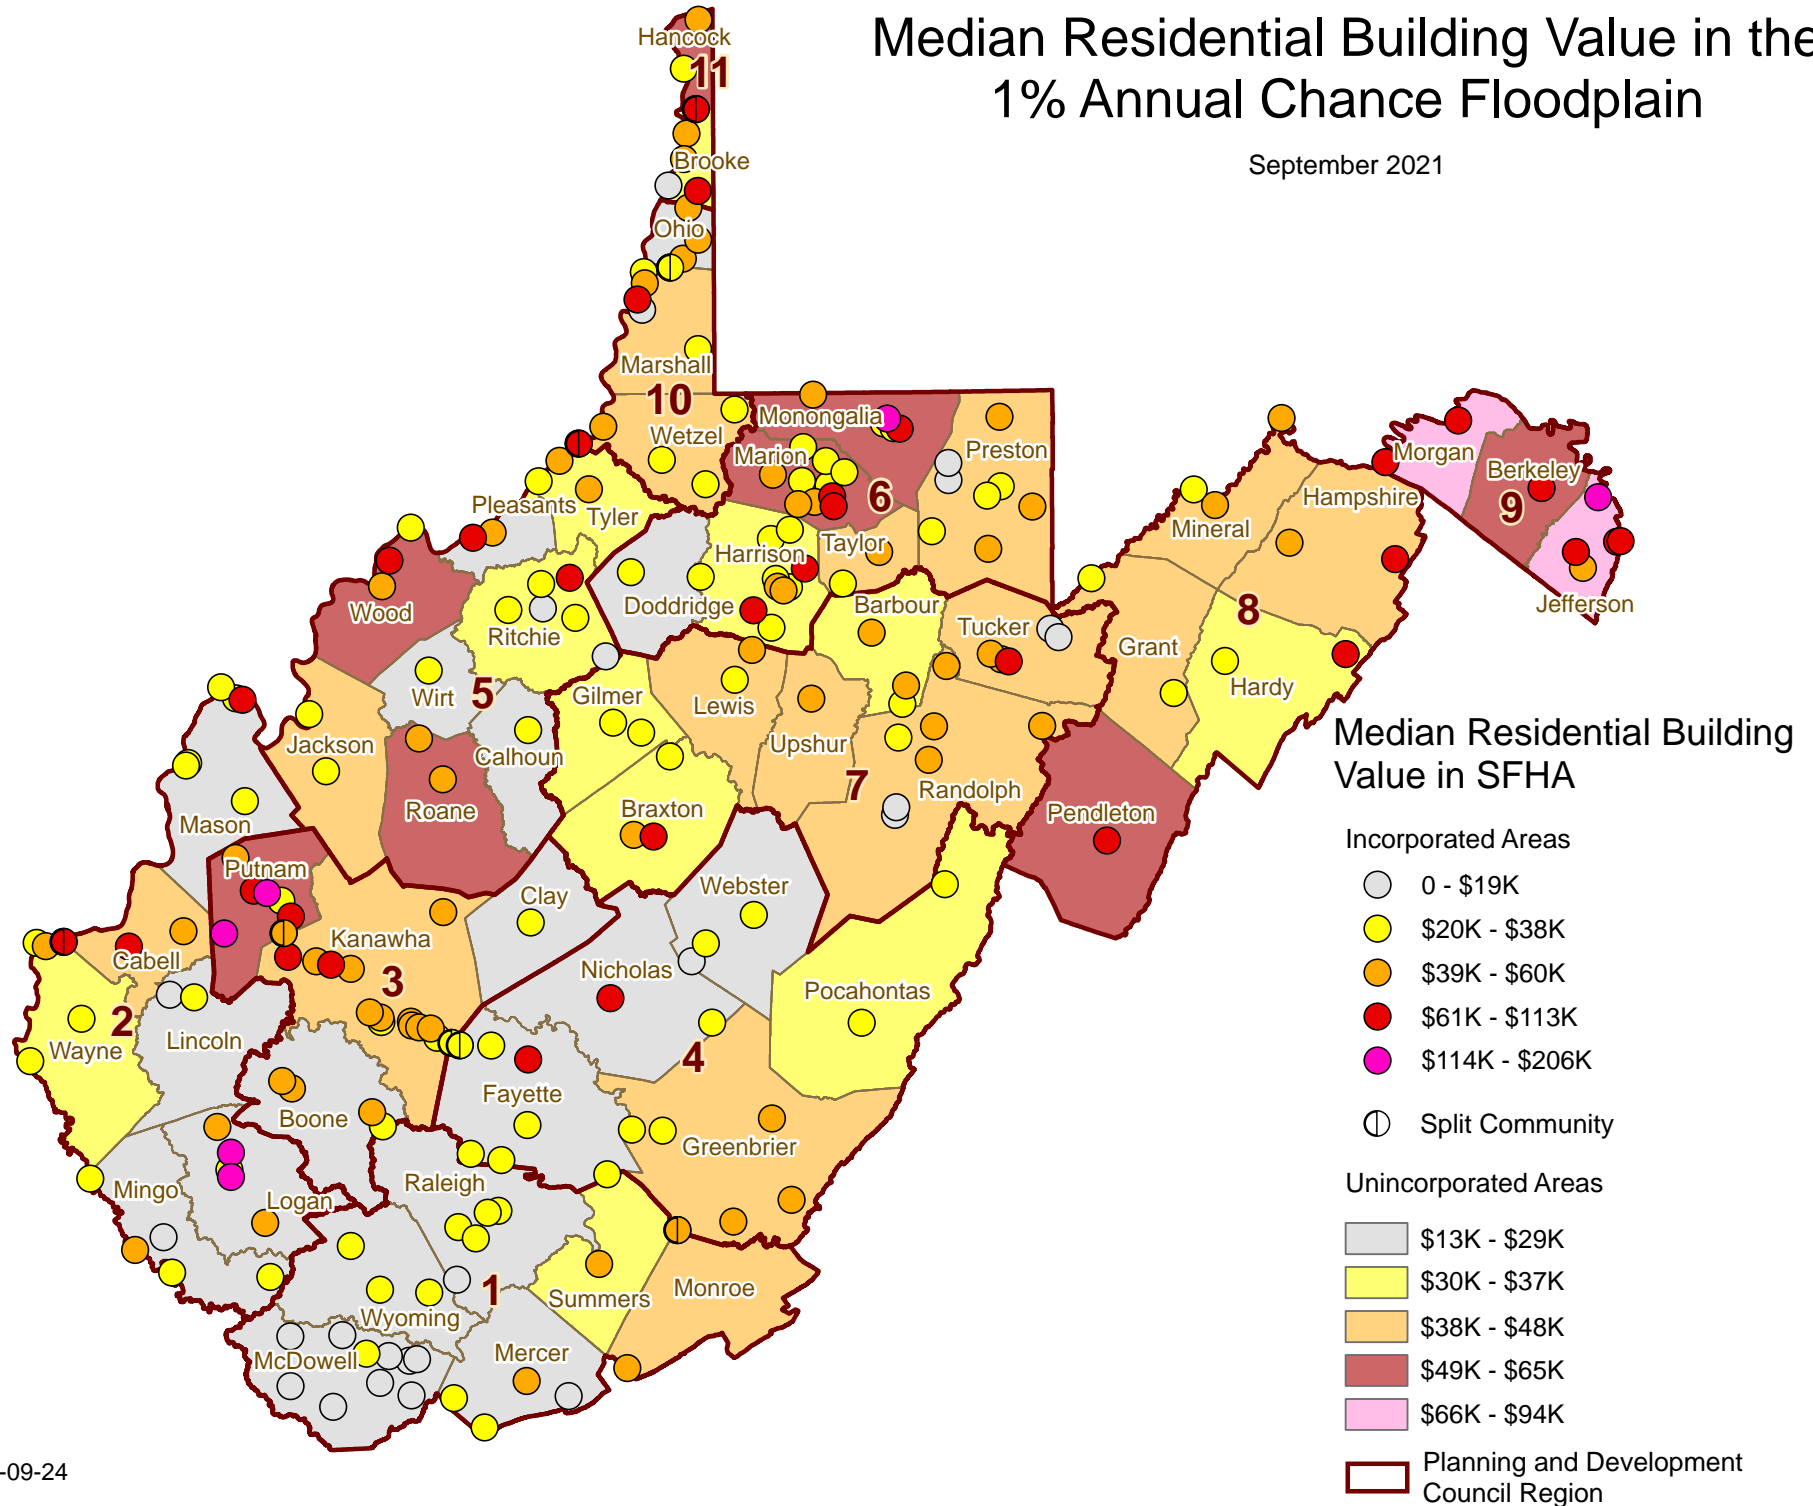 Median Residential Building Value in the
1% Annual Chance Floodplain
September 2021
Hancock
11
Brooke
Ohio
Marshall
10
Wetzel
Monongalia
Marion
Preston
6
Pleasants
Tyler
Harrison
Taylor
Doddridge
Wood
Ritchie
Barbour
Tucker
Mineral
Hampshire
Morgan
Berkeley
9
Jefferson
8
Grant
Hardy
Wirt
5
Gilmer
Lewis
Upshur
Jackson
Calhoun
Roane
Braxton
7
Randolph
Pendleton
Mason
Putnam
Webster
Clay
Kanawha
3
Cabell
Nicholas
Pocahontas
2
Wayne
Lincoln
4
Fayette
Boone
Greenbrier
Mingo
Logan
Raleigh
1
Summers
Monroe
Wyoming
McDowell
Mercer
Median Residential Building
Value in SFHA
Incorporated Areas
0 - $19K
$20K - $38K
$39K - $60K
$61K - $113K
$114K - $206K
Split Community
Unincorporated Areas
$13K - $29K
$30K - $37K
$38K - $48K
$49K - $65K
$66K - $94K
Planning and Development
Council Region
-09-24